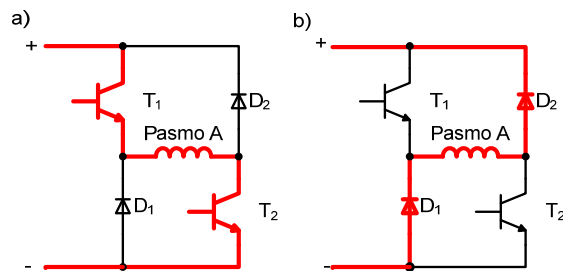 a)
b)
+
T1
D2
Pasmo A
D1
T2
-
+
T1
D2
Pasmo A
D1
T2
-